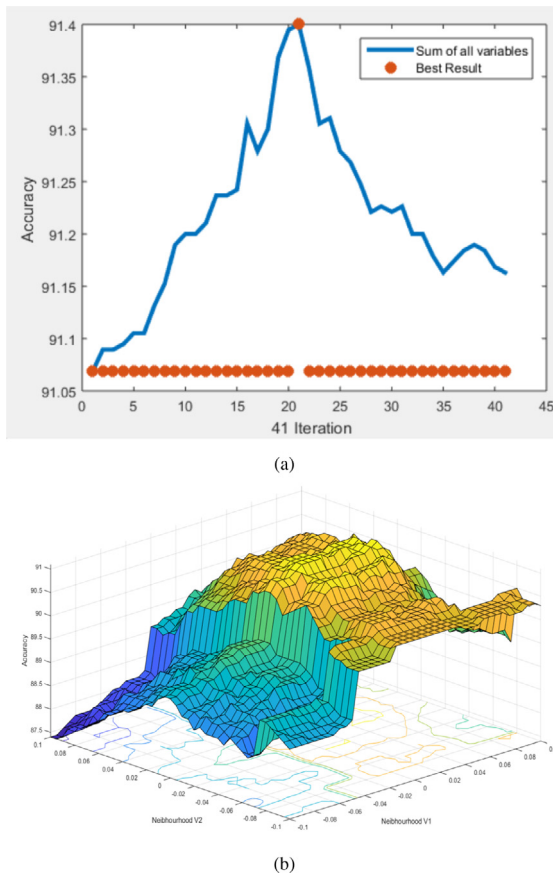 91.4
91.35
91.3
91.25
91.2
91.15
91.1
91.05
Accuracy
Sum of all variables
Best Result
0 5 10 15 20 25 30 35 40 45
41 Iteration
(a)
91
90.5
90
89.5
89
88.5
88
87.5
Accuracy
0.1 0.08 0.06 0.04 0.02 0 -0.02 -0.04 -0.06 -0.08 -0.1
Neibhourhood V2
-0.1 -0.08 -0.06 -0.04 -0.02 0 0.02 0.04 0.06 0.08
Neibhourhood V1
(b)